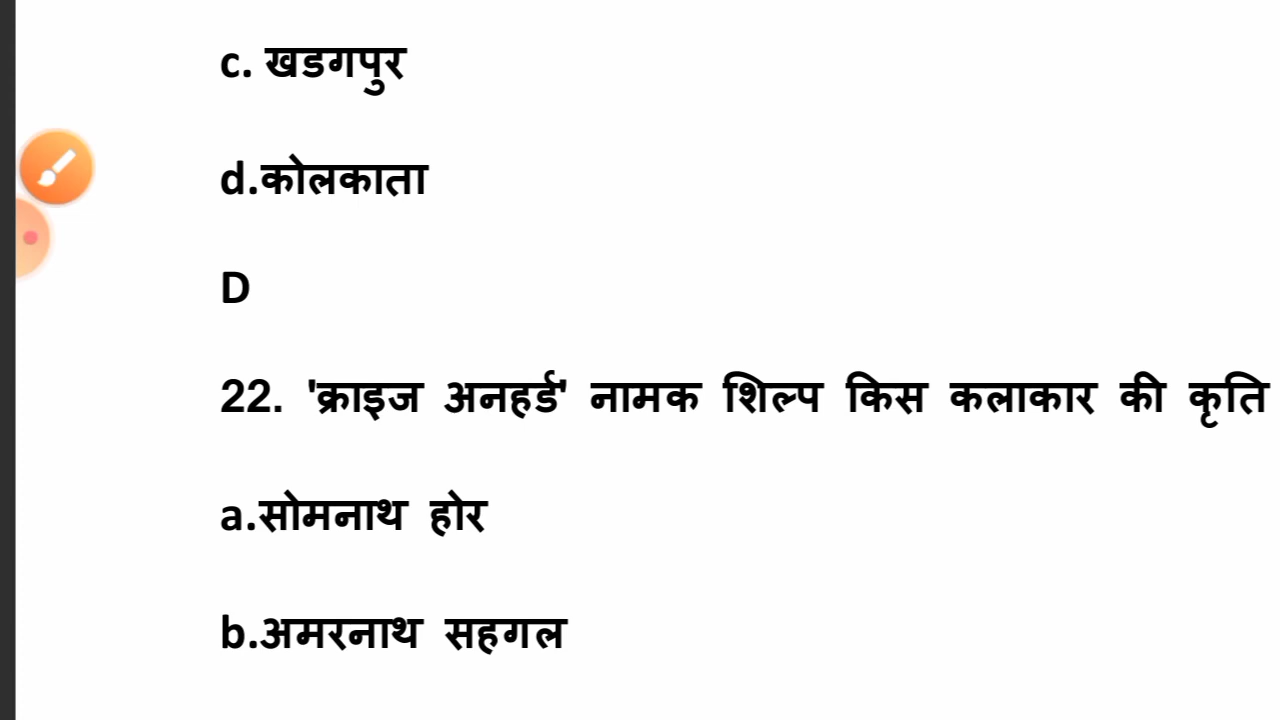 c. खडगपुर
d.कोलकाता
D
22. 'क्राइज अनहर्ड' नामक शिल्प किस कलाकार की कृति
a.सोमनाथ होर
b.अमरनाथ सहगल